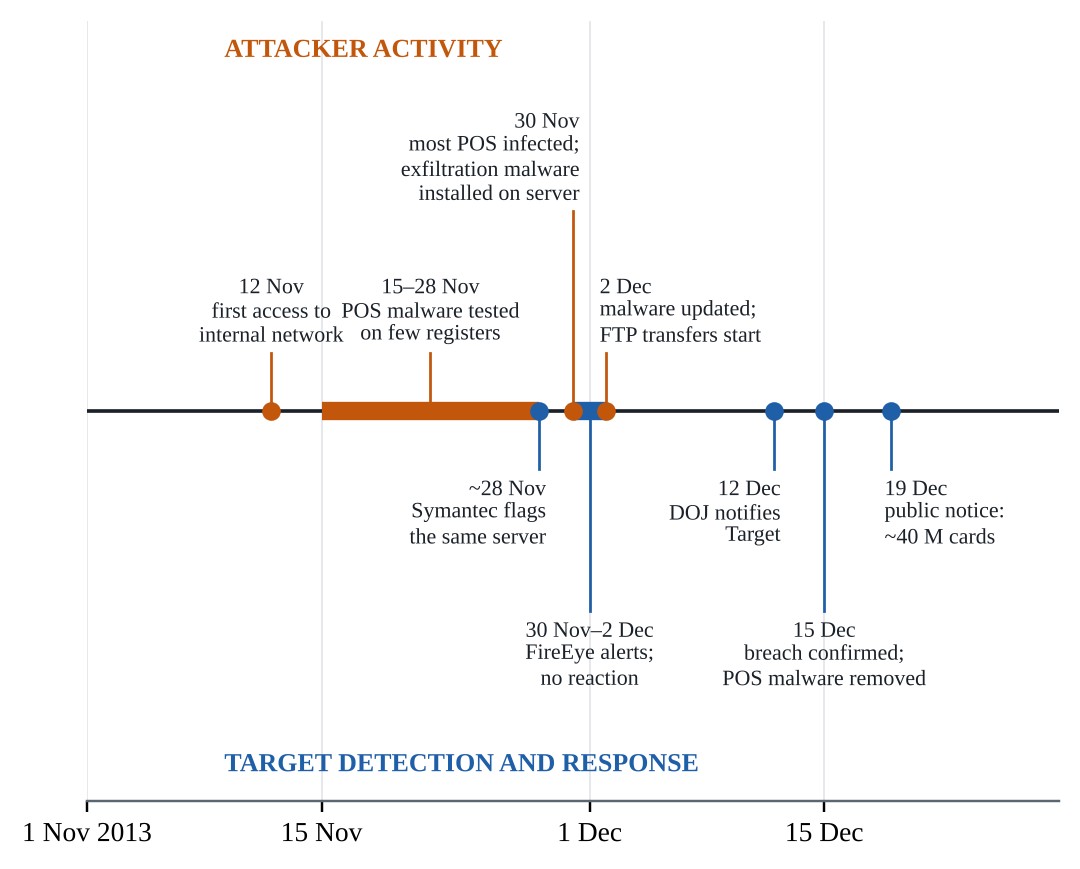 ATTACKER ACTIVITY
30 Nov
most POS infected;
exfiltration malware
installed on server
12 Nov
first access to
internal network
15–28 Nov
POS malware tested
on few registers
2 Dec
malware updated;
FTP transfers start
~28 Nov
Symantec flags
the same server
12 Dec
DOJ notifies
Target
19 Dec
public notice:
~40 M cards
30 Nov–2 Dec
FireEye alerts;
no reaction
15 Dec
breach confirmed;
POS malware removed
TARGET DETECTION AND RESPONSE
1 Nov 2013
15 Nov
1 Dec
15 Dec